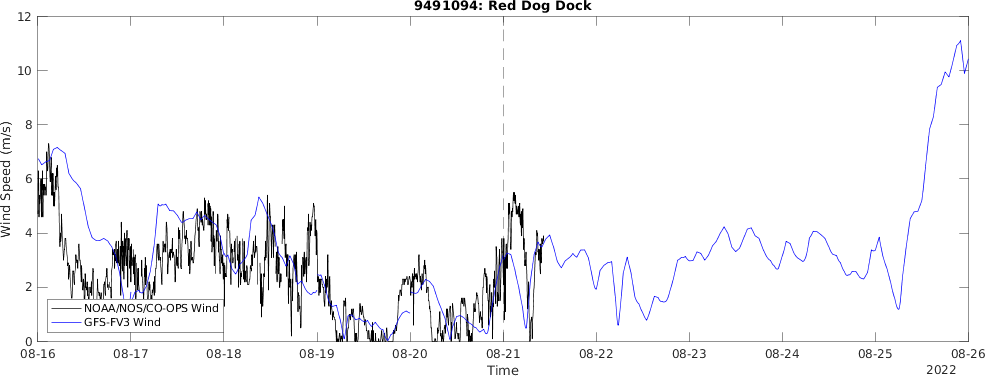 9491094: Red Dog Dock
Wind Speed (m/s)
12
10
8
6
4
2
0
NOAA/NOS/CO-OPS Wind
GFS-FV3 Wind
08-16 08-17 08-18 08-19 08-20 08-21 08-22 08-23 08-24 08-25 08-26
Time
2022